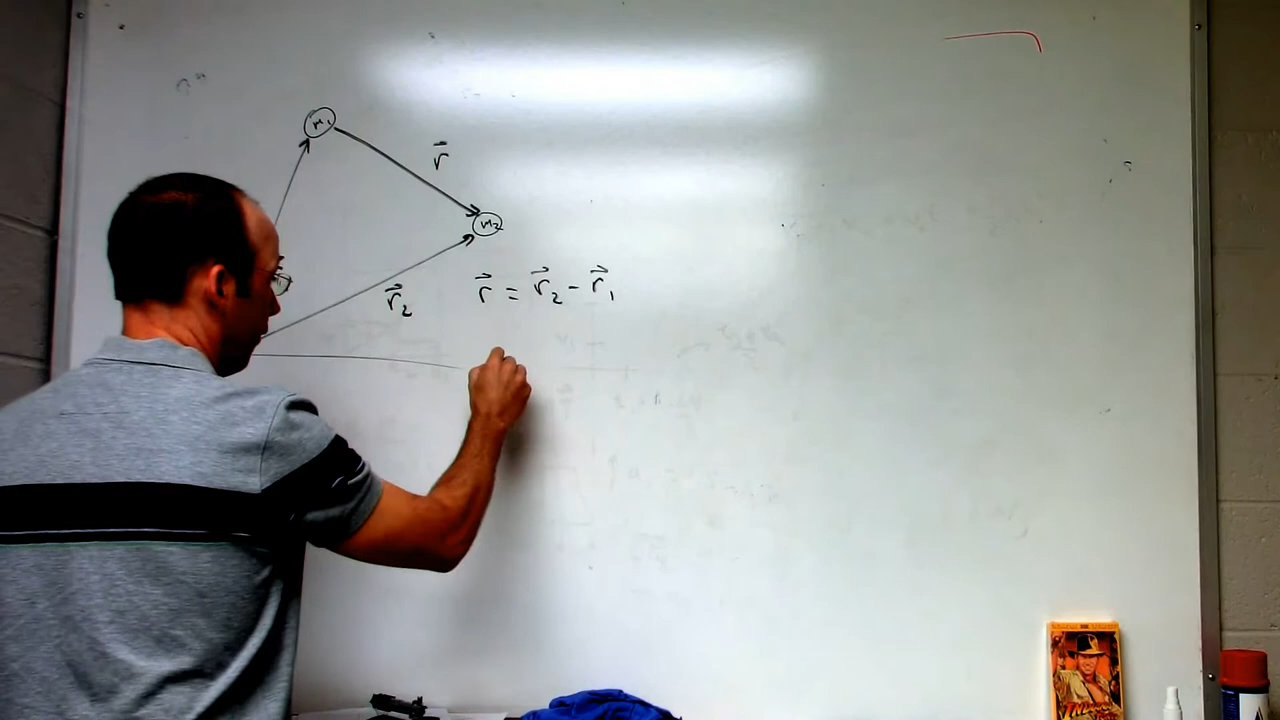 m₁
r⃗
m₂
r⃗₂
r⃗ = r⃗₂ - r⃗₁